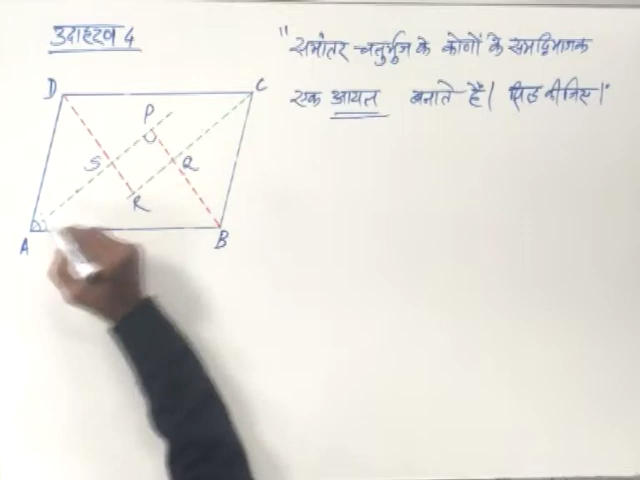 उदाहरण 4
"समांतर चतुर्भुज के कोणों के समद्विभाजक
एक आयत बनाते हैं। सिद्ध कीजिए।"
D
C
P
S
Q
R
A
B